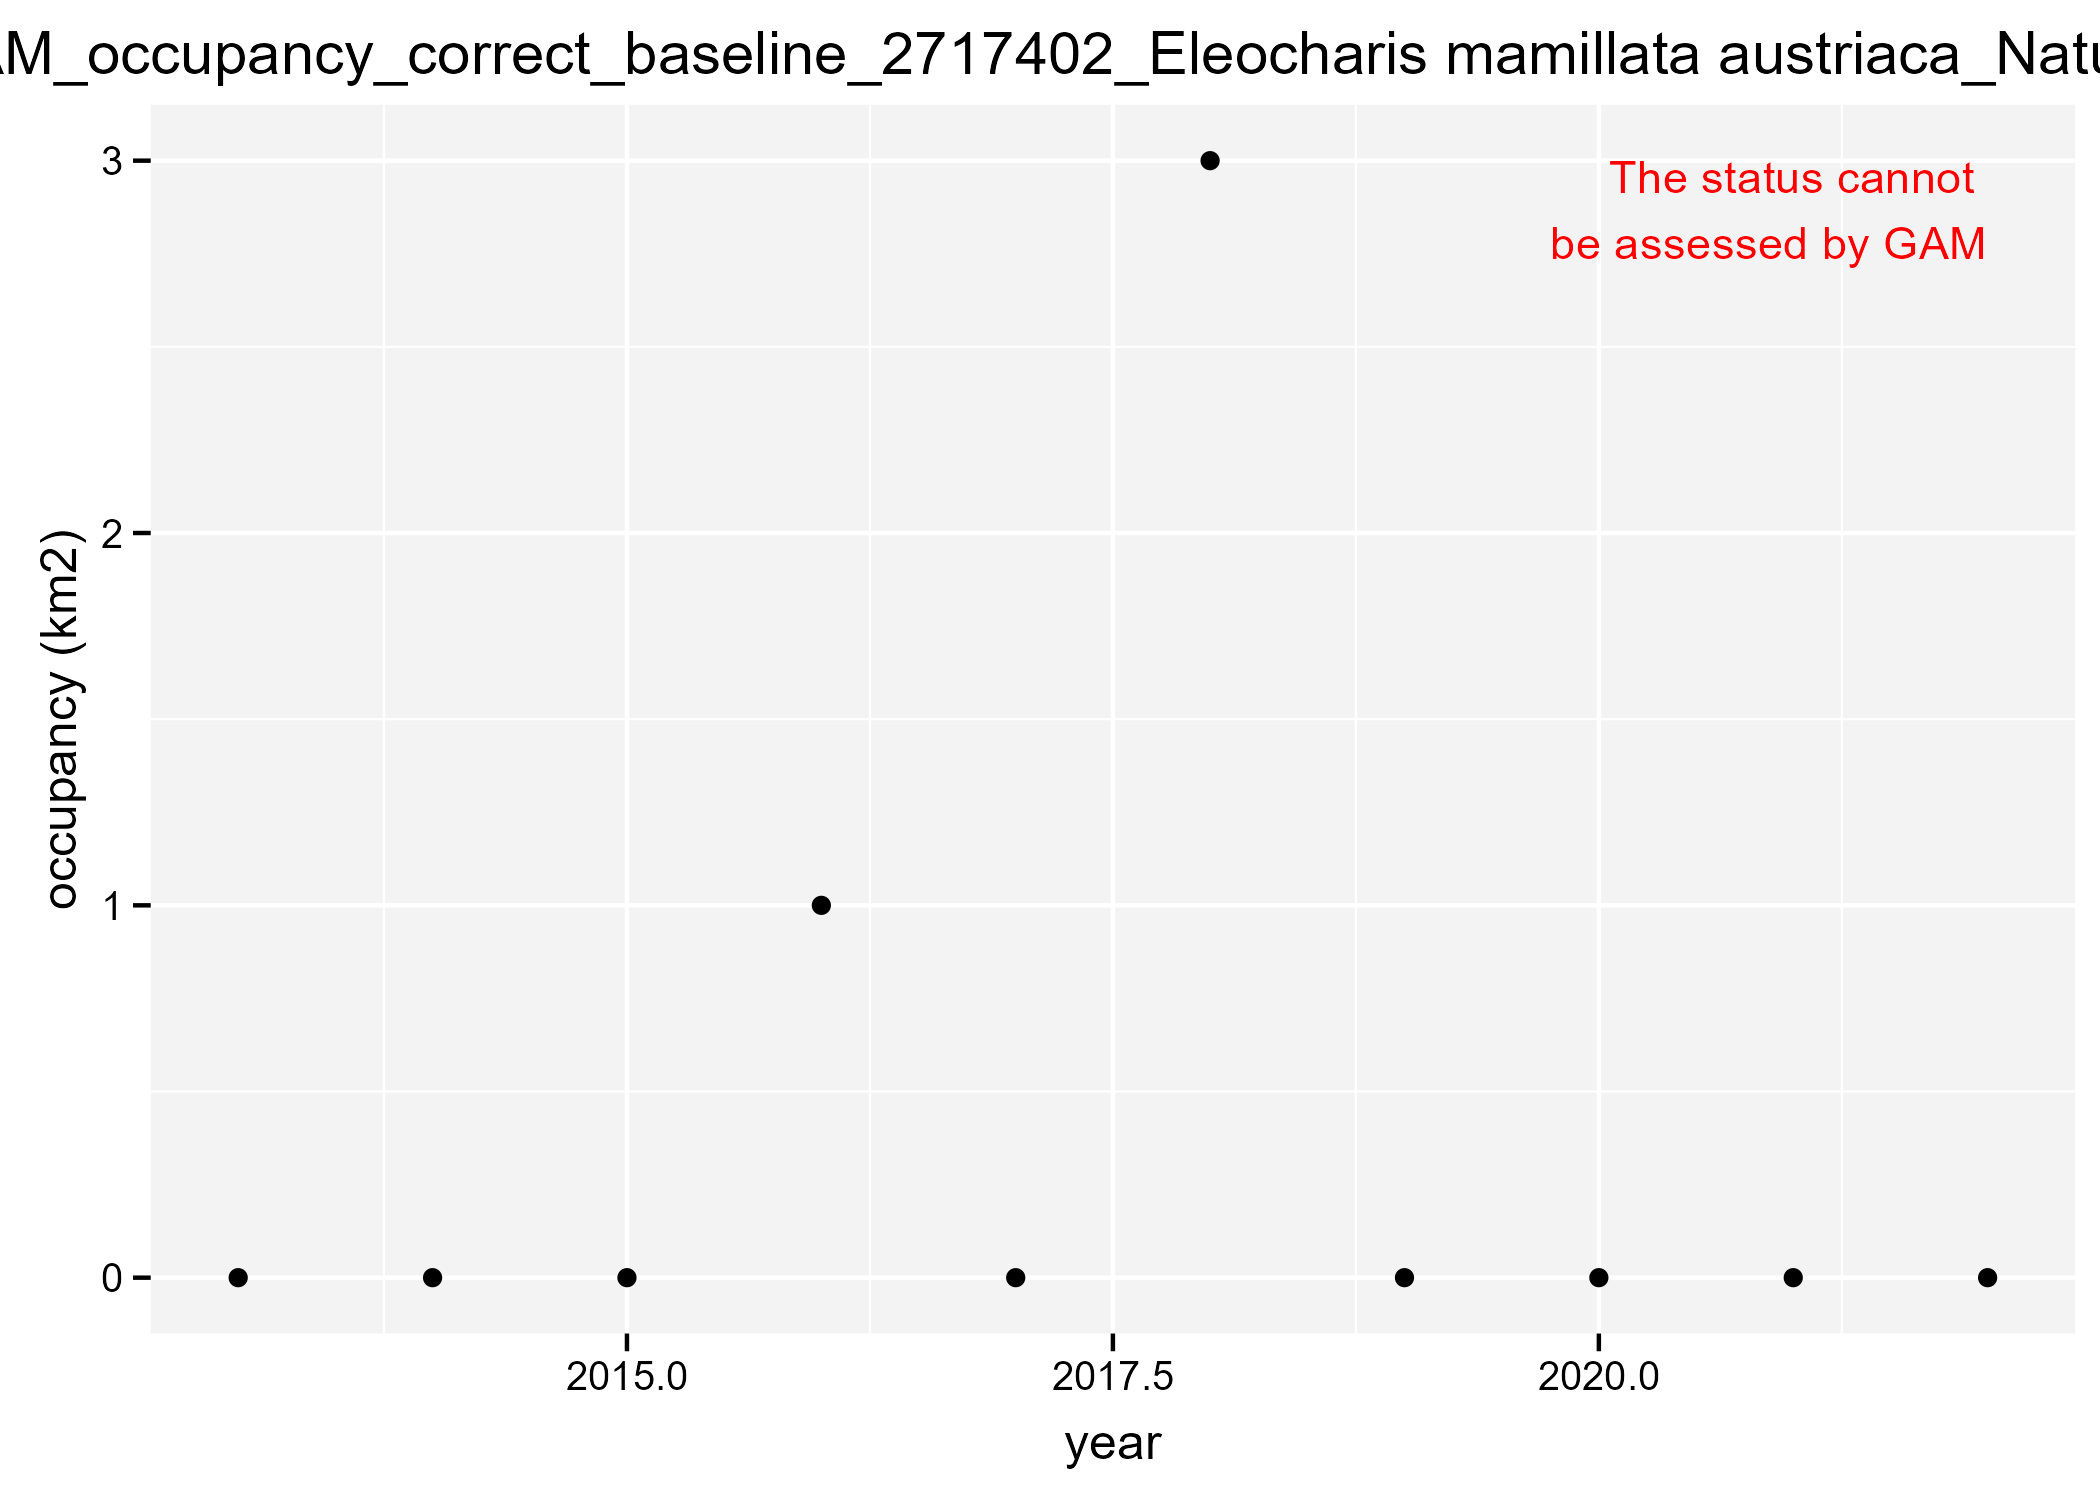 M_occupancy_correct_baseline_2717402_Eleocharis mamillata austriaca_Natu
The status cannot
be assessed by GAM
3
2
1
0
occupancy (km2)
2015.0
2017.5
2020.0
year